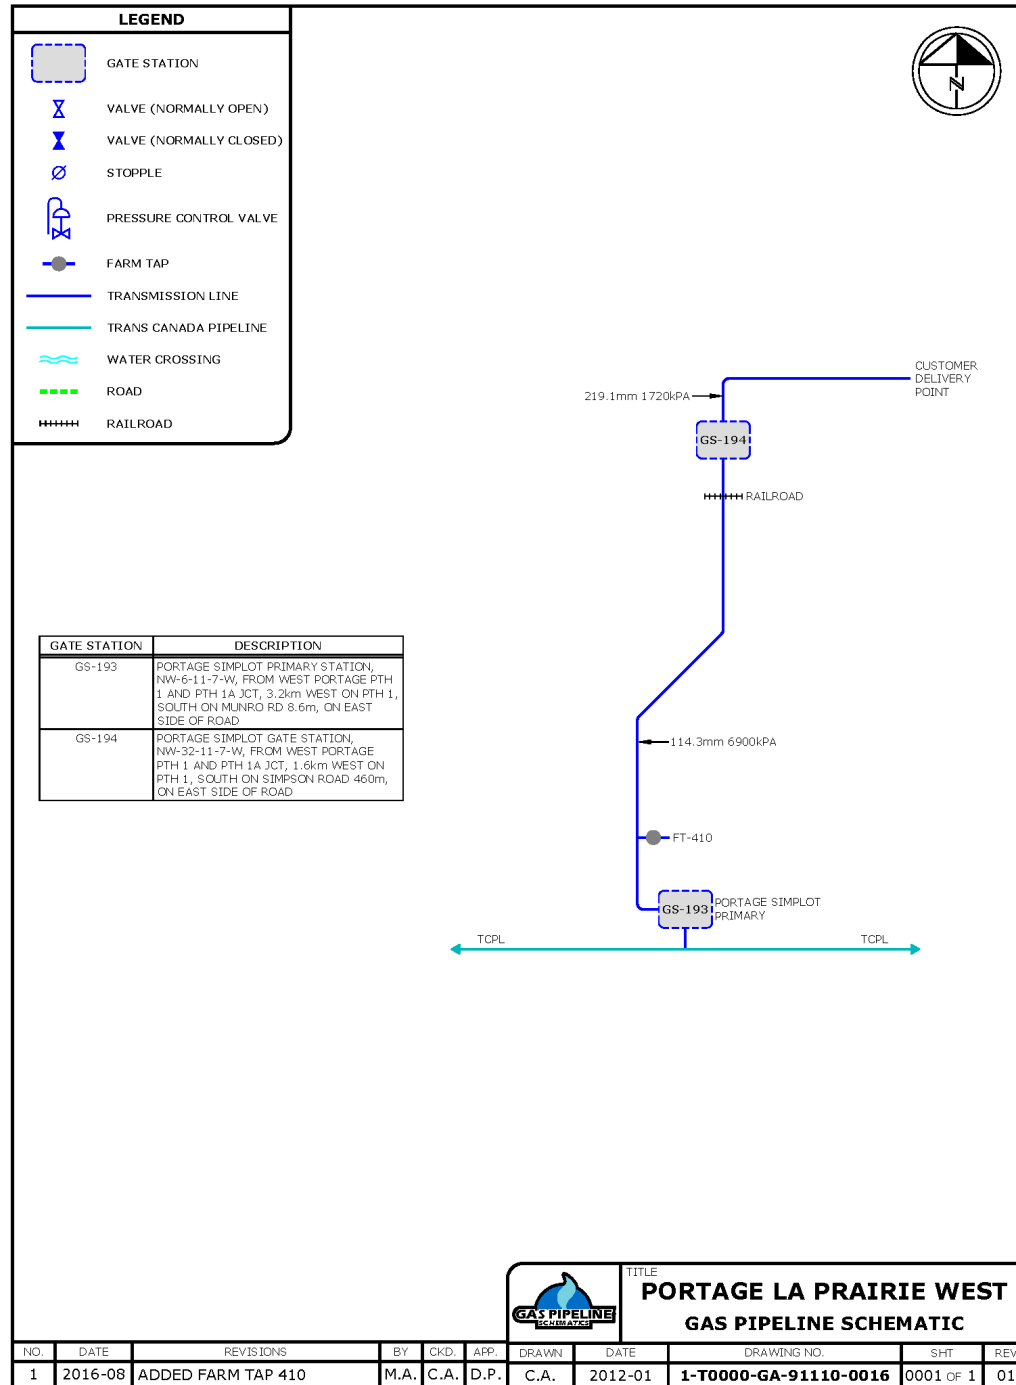 LEGEND
GATE STATION
VALVE (NORMALLY OPEN)
VALVE (NORMALLY CLOSED)
STOPPLE
PRESSURE CONTROL VALVE
FARM TAP
TRANSMISSION LINE
TRANS CANADA PIPELINE
WATER CROSSING
ROAD
RAILROAD
N
CUSTOMER
DELIVERY
POINT
219.1mm 1720kPA
GS-194
RAILROAD
GATE STATION DESCRIPTION
GS-193 PORTAGE SIMPLOT PRIMARY STATION,
NW-6-11-7-W, FROM WEST PORTAGE PTH
1 AND PTH 1A JCT, 3.2km WEST ON PTH 1,
SOUTH ON MUNRO RD 8.6m, ON EAST
SIDE OF ROAD
GS-194 PORTAGE SIMPLOT GATE STATION,
NW-32-11-7-W, FROM WEST PORTAGE
PTH 1 AND PTH 1A JCT, 1.6km WEST ON
PTH 1, SOUTH ON SIMPSON ROAD 460m,
ON EAST SIDE OF ROAD
114.3mm 6900kPA
FT-410
GS-193
PORTAGE SIMPLOT
PRIMARY
TCPL TCPL
GAS PIPELINE
SCHEMATICS
TITLE
PORTAGE LA PRAIRIE WEST
GAS PIPELINE SCHEMATIC
NO. DATE REVISIONS BY CKD. APP. DRAWN DATE DRAWING NO. SHT REV
1 2016-08 ADDED FARM TAP 410 M.A. C.A. D.P. C.A. 2012-01 1-T0000-GA-91110-0016 0001 OF 1 01